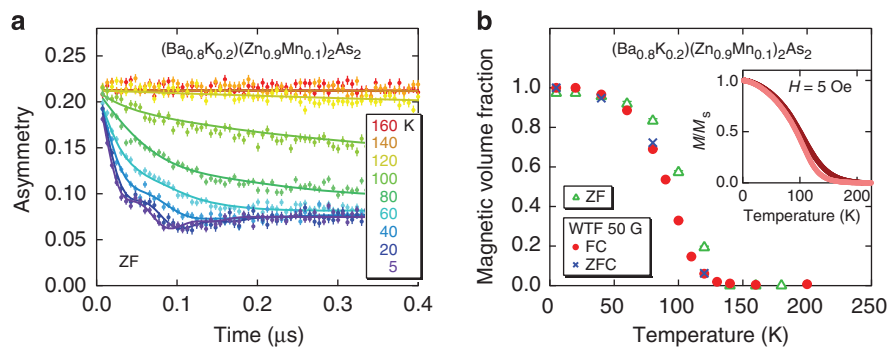 a
(Ba0.8K0.2)(Zn0.9Mn0.1)2As2
Asymmetry
0.25
0.20
0.15
0.10
0.05
0.00
160 K
140
120
100
80
60
40
20
5
ZF
0.0 0.1 0.2 0.3 0.4
Time (μs)
b
(Ba0.8K0.2)(Zn0.9Mn0.1)2As2
Magnetic volume fraction
1.0
0.8
0.6
0.4
0.2
0.0
ZF
WTF 50 G
FC
ZFC
H = 5 Oe
M/Ms
1.0
0.5
0.0
0 100 200
Temperature (K)
0 50 100 150 200 250
Temperature (K)